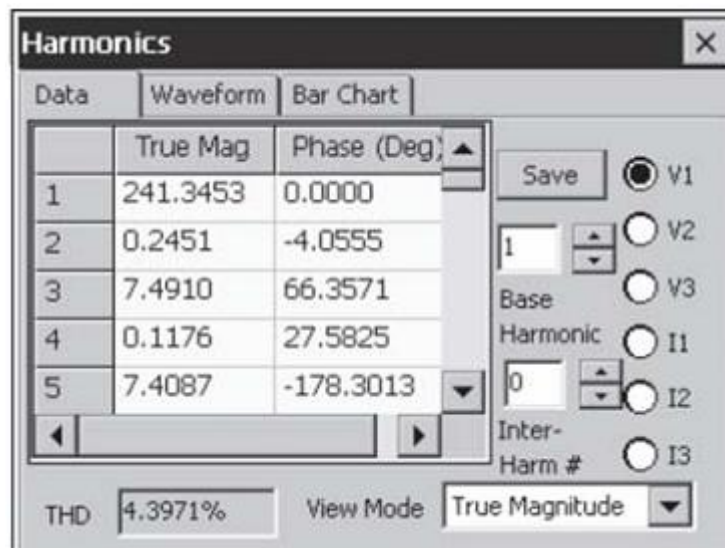 Harmonics
Data Waveform Bar Chart
True Mag Phase (Deg)
1 241.3453 0.0000
2 0.2451 -4.0555
3 7.4910 66.3571
4 0.1176 27.5825
5 7.4087 -178.3013
Save
1
Base
Harmonic
0
Inter-
Harm #
V1
V2
V3
I1
I2
I3
THD 4.3971% View Mode True Magnitude